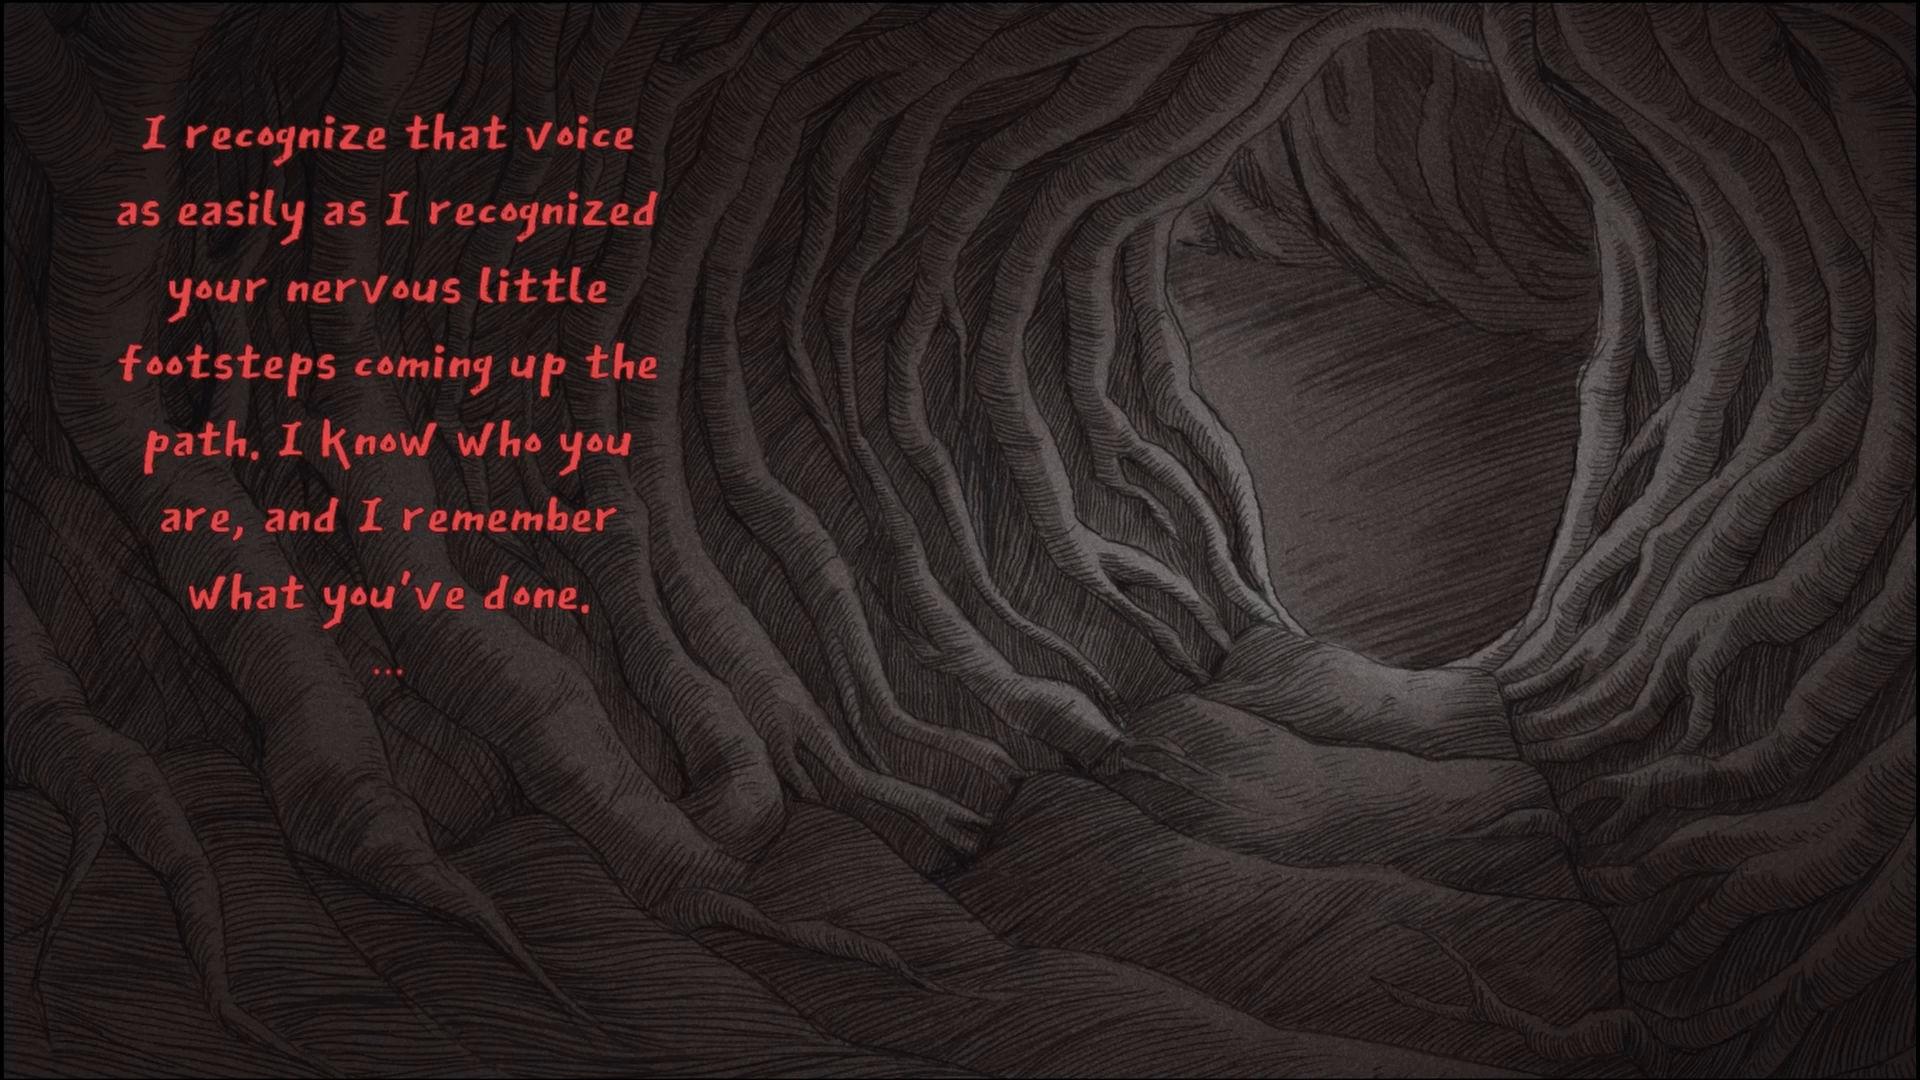 I recognize that voice
as easily as I recognized
your nervous little
footsteps coming up the
path. I know who you
are, and I remember
what you've done.
...